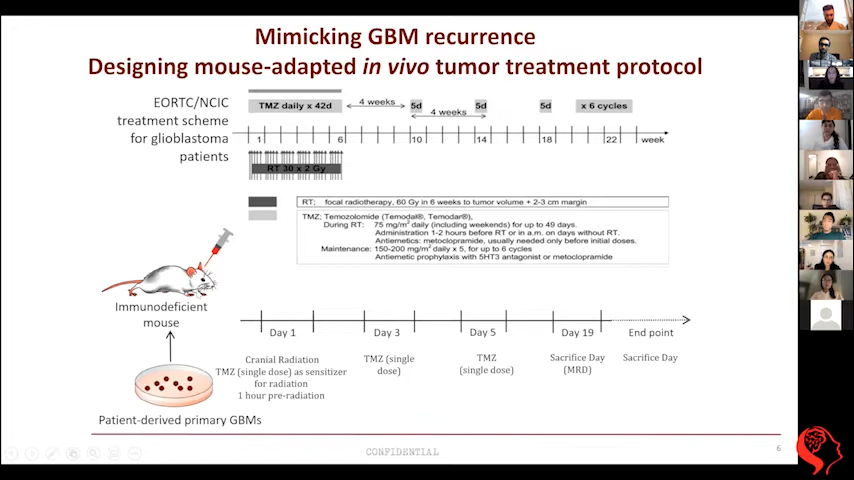 Mimicking GBM recurrence
Designing mouse-adapted in vivo tumor treatment protocol
EORTC/NCIC
treatment scheme
for glioblastoma
patients
TMZ daily x 42d
4 weeks
5d
5d
5d
x 6 cycles
4 weeks
1
6
10
14
18
22
week
RT 30 x 2 Gy
RT; focal radiotherapy, 60 Gy in 6 weeks to tumor volume + 2-3 cm margin
TMZ; Temozolomide (Temodal®, Temodar®),
During RT: 75 mg/m² daily (including weekends) for up to 49 days.
Administration 1-2 hours before RT or in a.m. on days without RT.
Antiemetics: metoclopramide, usually needed only before initial doses.
Maintenance: 150-200 mg/m² daily x 5, for up to 6 cycles
Antiemetic prophylaxis with 5HT3 antagonist or metoclopramide
Immunodeficient
mouse
Patient-derived primary GBMs
Day 1
Day 3
Day 5
Day 19
End point
Cranial Radiation
TMZ (single dose) as sensitizer
for radiation
1 hour pre-radiation
TMZ (single
dose)
TMZ
(single dose)
Sacrifice Day
(MRD)
Sacrifice Day
CONFIDENTIAL
6